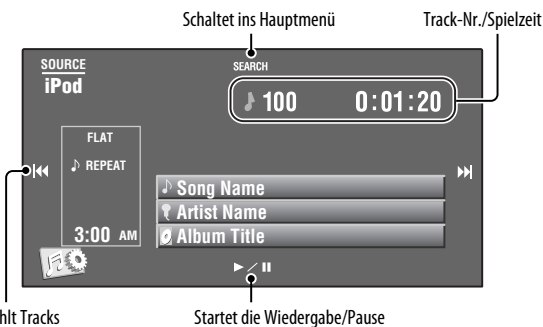 Schaltet ins Hauptmenü
Track-Nr./Spielzeit
SOURCE
iPod
SEARCH
100 0:01:20
FLAT
REPEAT
Song Name
Artist Name
3:00 AM
Album Title
Tracks
Startet die Wiedergabe/Pause